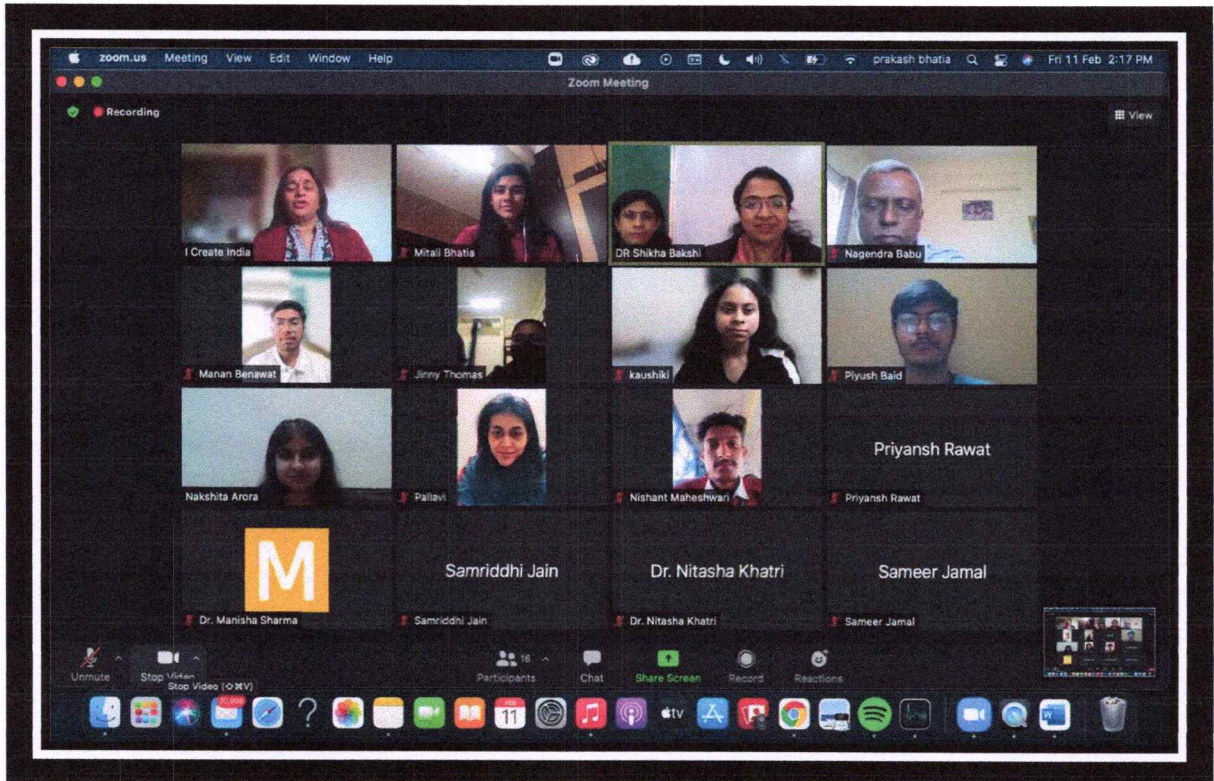 zoom.us Meeting View Edit Window Help prakash bhatia Fri 11 Feb 2:17 PM
Zoom Meeting
Recording View
I Create India Mitali Bhatia DR Shikha Bakshi Nagendra Babu
Manan Benawat Jinny Thomas kaushiki Piyush Baid
Priyansh Rawat
Nakshita Arora Pallavi Nishant Maheshwari Priyansh Rawat
M Samriddhi Jain Dr. Nitasha Khatri Sameer Jamal
Dr. Manisha Sharma Samriddhi Jain Dr. Nitasha Khatri Sameer Jamal
Unmute Stop Video 16 Participants Chat Share Screen Record Reactions
Stop Video (⇧⌘V)
FEB
11
tv
W